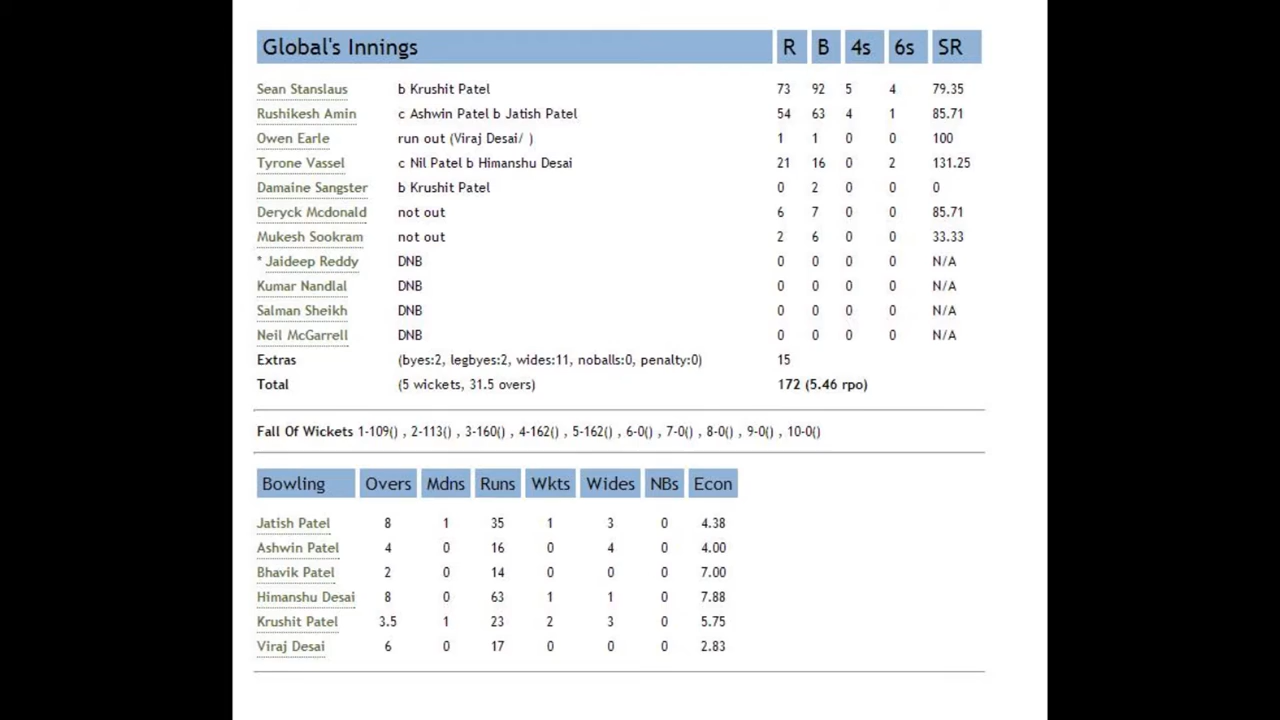 Global's Innings R B 4s 6s SR
Sean Stanslaus b Krushit Patel 73 92 5 4 79.35
Rushikesh Amin c Ashwin Patel b Jatish Patel 54 63 4 1 85.71
Owen Earle run out (Viraj Desai/ ) 1 1 0 0 100
Tyrone Vassel c Nil Patel b Himanshu Desai 21 16 0 2 131.25
Damaine Sangster b Krushit Patel 0 2 0 0 0
Deryck Mcdonald not out 6 7 0 0 85.71
Mukesh Sookram not out 2 6 0 0 33.33
* Jaideep Reddy DNB 0 0 0 0 N/A
Kumar Nandlal DNB 0 0 0 0 N/A
Salman Sheikh DNB 0 0 0 0 N/A
Neil McGarrell DNB 0 0 0 0 N/A
Extras (byes:2, legbyes:2, wides:11, noballs:0, penalty:0) 15
Total (5 wickets, 31.5 overs) 172 (5.46 rpo)
Fall Of Wickets 1-109() , 2-113() , 3-160() , 4-162() , 5-162() , 6-0() , 7-0() , 8-0() , 9-0() , 10-0()
Bowling Overs Mdns Runs Wkts Wides NBs Econ
Jatish Patel 8 1 35 1 3 0 4.38
Ashwin Patel 4 0 16 0 4 0 4.00
Bhavik Patel 2 0 14 0 0 0 7.00
Himanshu Desai 8 0 63 1 1 0 7.88
Krushit Patel 3.5 1 23 2 3 0 5.75
Viraj Desai 6 0 17 0 0 0 2.83